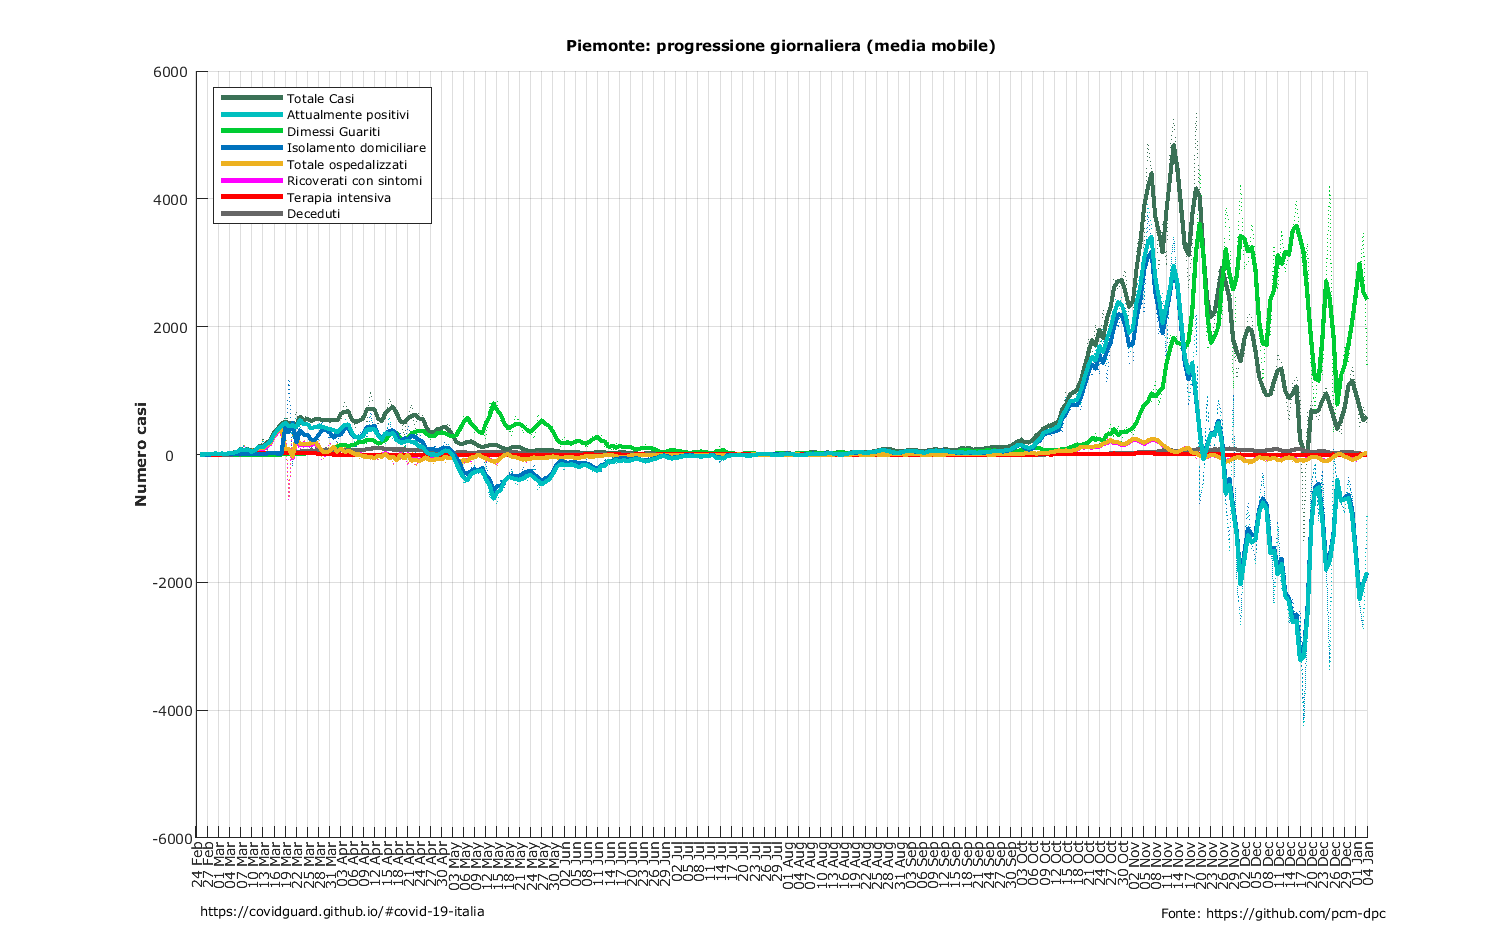 Piemonte: progressione giornaliera (media mobile)
6000
4000
2000
0
-2000
-4000
-6000
Numero casi
Totale Casi
Attualmente positivi
Dimessi Guariti
Isolamento domiciliare
Totale ospedalizzati
Ricoverati con sintomi
Terapia intensiva
Deceduti
24 Feb
27 Feb
01 Mar
04 Mar
07 Mar
10 Mar
13 Mar
16 Mar
19 Mar
22 Mar
25 Mar
28 Mar
31 Mar
03 Apr
06 Apr
09 Apr
12 Apr
15 Apr
18 Apr
21 Apr
24 Apr
27 Apr
30 Apr
03 May
06 May
09 May
12 May
15 May
18 May
21 May
24 May
27 May
30 May
02 Jun
05 Jun
08 Jun
11 Jun
14 Jun
17 Jun
20 Jun
23 Jun
26 Jun
29 Jun
02 Jul
05 Jul
08 Jul
11 Jul
14 Jul
17 Jul
20 Jul
23 Jul
26 Jul
29 Jul
01 Aug
04 Aug
07 Aug
10 Aug
13 Aug
16 Aug
19 Aug
22 Aug
25 Aug
28 Aug
31 Aug
03 Sep
06 Sep
09 Sep
12 Sep
15 Sep
18 Sep
21 Sep
24 Sep
27 Sep
30 Sep
03 Oct
06 Oct
09 Oct
12 Oct
15 Oct
18 Oct
21 Oct
24 Oct
27 Oct
30 Oct
02 Nov
05 Nov
08 Nov
11 Nov
14 Nov
17 Nov
20 Nov
23 Nov
26 Nov
29 Nov
02 Dec
05 Dec
08 Dec
11 Dec
14 Dec
17 Dec
20 Dec
23 Dec
26 Dec
29 Dec
01 Jan
04 Jan
https://covidguard.github.io/#covid-19-italia
Fonte: https://github.com/pcm-dpc